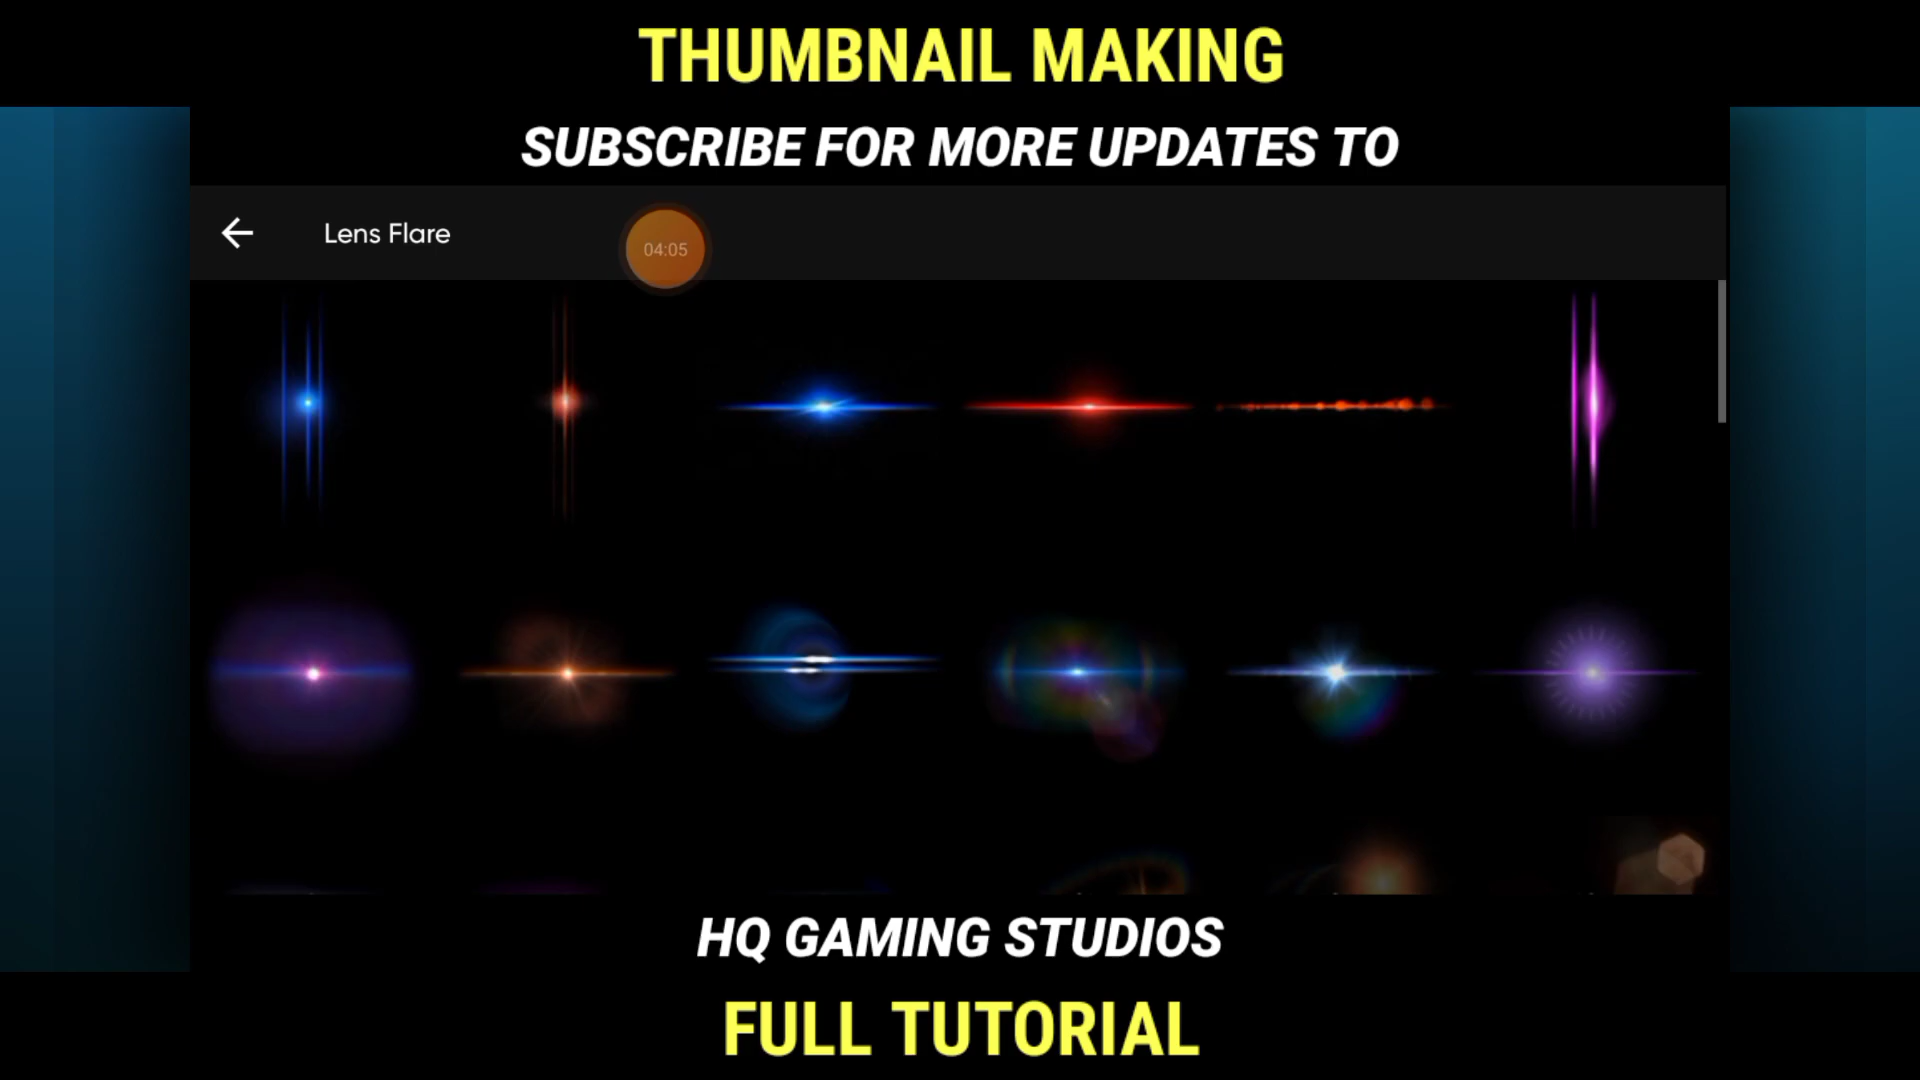 THUMBNAIL MAKING
SUBSCRIBE FOR MORE UPDATES TO
Lens Flare
04:05
HQ GAMING STUDIOS
FULL TUTORIAL